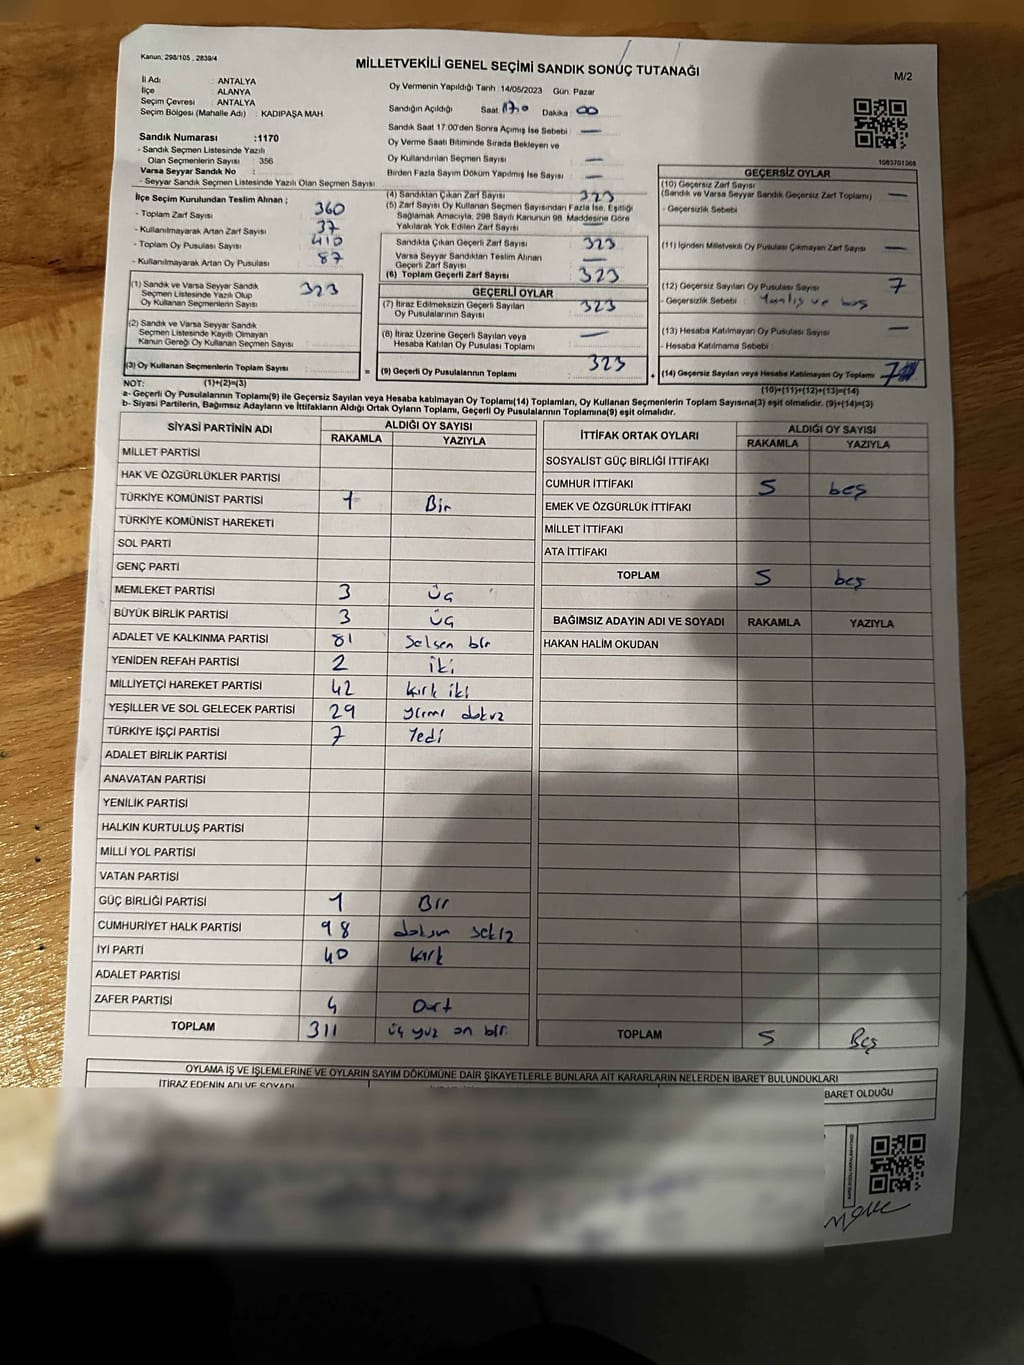 Kanun, 298/105 , 2839/4
MİLLETVEKİLİ GENEL SEÇİMİ SANDIK SONUÇ TUTANAĞI
M/2
İl Adı : ANTALYA
İlçe : ALANYA
Seçim Çevresi : ANTALYA
Seçim Bölgesi (Mahalle Adı) : KADIPAŞA MAH.
Oy Vermenin Yapıldığı Tarih :14/05/2023 Gün: Pazar
Sandığın Açıldığı Saat: Dakika : 00
Sandık Saat 17:00'den Sonra Açılmış İse Sebebi : —
Oy Verme Saati Bitiminde Sırada Bekleyen ve
Oy Kullandırılan Seçmen Sayısı : —
Birden Fazla Sayım Döküm Yapılmış İse Sayısı : —
Sandık Numarası :1170
- Sandık Seçmen Listesinde Yazılı
Olan Seçmenlerin Sayısı : 356
Varsa Seyyar Sandık No :
- Seyyar Sandık Seçmen Listesinde Yazılı Olan Seçmen Sayısı
1083701368
İlçe Seçim Kurulundan Teslim Alınan ;
- Toplam Zarf Sayısı : 360
- Kullanılmayarak Artan Zarf Sayısı : 37
- Toplam Oy Pusulası Sayısı : 410
- Kullanılmayarak Artan Oy Pusulası : 87
(1) Sandık ve Varsa Seyyar Sandık
Seçmen Listesinde Yazılı Olup
Oy Kullanan Seçmenlerin Sayısı : 323
(2) Sandık ve Varsa Seyyar Sandık
Seçmen Listesinde Kayıtlı Olmayan
Kanun Gereği Oy Kullanan Seçmen Sayısı :
(3) Oy Kullanan Seçmenlerin Toplam Sayısı :
(4) Sandıktan Çıkan Zarf Sayısı : 323
(5) Zarf Sayısı Oy Kullanan Seçmen Sayısından Fazla İse, Eşitliği
Sağlamak Amacıyla, 298 Sayılı Kanunun 98. Maddesine Göre
Yakılarak Yok Edilen Zarf Sayısı : —
Sandıkta Çıkan Geçerli Zarf Sayısı : 323
Varsa Seyyar Sandıktan Teslim Alınan
Geçerli Zarf Sayısı : —
(6) Toplam Geçerli Zarf Sayısı : 323
GEÇERLİ OYLAR
(7) İtiraz Edilmeksizin Geçerli Sayılan
Oy Pusulalarının Sayısı : 323
(8) İtiraz Üzerine Geçerli Sayılan veya
Hesaba Katılan Oy Pusulası Toplamı : —
= (9) Geçerli Oy Pusulalarının Toplamı : 323
GEÇERSİZ OYLAR
(10) Geçersiz Zarf Sayısı
(Sandık ve Varsa Seyyar Sandık Geçersiz Zarf Toplamı) : —
- Geçersizlik Sebebi :
(11) İçinden Milletvekili Oy Pusulası Çıkmayan Zarf Sayısı : —
(12) Geçersiz Sayılan Oy Pusulası Sayısı : 7
- Geçersizlik Sebebi : Yanlış ve boş
(13) Hesaba Katılmayan Oy Pusulası Sayısı : —
- Hesaba Katılmama Sebebi :
+ (14) Geçersiz Sayılan veya Hesaba Katılmayan Oy Toplamı : 7
NOT: (1)+(2)=(3) (10)+(11)+(12)+(13)=(14)
a- Geçerli Oy Pusulalarının Toplamı(9) ile Geçersiz Sayılan veya Hesaba katılmayan Oy Toplamı(14) Toplamları, Oy Kullanan Seçmenlerin Toplam Sayısına(3) eşit olmalıdır. (9)+(14)=(3)
b- Siyasi Partilerin, Bağımsız Adayların ve İttifakların Aldığı Ortak Oyların Toplamı, Geçerli Oy Pusulalarının Toplamına(9) eşit olmalıdır.
SİYASİ PARTİNİN ADI ALDIĞI OY SAYISI
RAKAMLA YAZIYLA
MİLLET PARTİSİ
HAK VE ÖZGÜRLÜKLER PARTİSİ
TÜRKİYE KOMÜNİST PARTİSİ 1 Bir
TÜRKİYE KOMÜNİST HAREKETİ
SOL PARTİ
GENÇ PARTİ
MEMLEKET PARTİSİ 3 üç
BÜYÜK BİRLİK PARTİSİ 3 üç
ADALET VE KALKINMA PARTİSİ 81 Seksen bir
YENİDEN REFAH PARTİSİ 2 iki
MİLLİYETÇİ HAREKET PARTİSİ 42 kırk iki
YEŞİLLER VE SOL GELECEK PARTİSİ 29 yirmi dokuz
TÜRKİYE İŞÇİ PARTİSİ 7 Yedi
ADALET BİRLİK PARTİSİ
ANAVATAN PARTİSİ
YENİLİK PARTİSİ
HALKIN KURTULUŞ PARTİSİ
MİLLİ YOL PARTİSİ
VATAN PARTİSİ
GÜÇ BİRLİĞİ PARTİSİ 1 Bir
CUMHURİYET HALK PARTİSİ 98 doksan sekiz
İYİ PARTİ 40 kırk
ADALET PARTİSİ
ZAFER PARTİSİ 4 Dört
TOPLAM 311 üç yüz on bir
İTTİFAK ORTAK OYLARI ALDIĞI OY SAYISI
RAKAMLA YAZIYLA
SOSYALİST GÜÇ BİRLİĞİ İTTİFAKI
CUMHUR İTTİFAKI 5 beş
EMEK VE ÖZGÜRLÜK İTTİFAKI
MİLLET İTTİFAKI
ATA İTTİFAKI
TOPLAM 5 beş
BAĞIMSIZ ADAYIN ADI VE SOYADI RAKAMLA YAZIYLA
HAKAN HALİM OKUDAN
TOPLAM 5 Beş
OYLAMA İŞ VE İŞLEMLERİNE VE OYLARIN SAYIM DÖKÜMÜNE DAİR ŞİKAYETLERLE BUNLARA AİT KARARLARIN NELERDEN İBARET BULUNDUKLARI
İTİRAZ EDENİN ADI VE SOYADI
BARET OLDUĞU